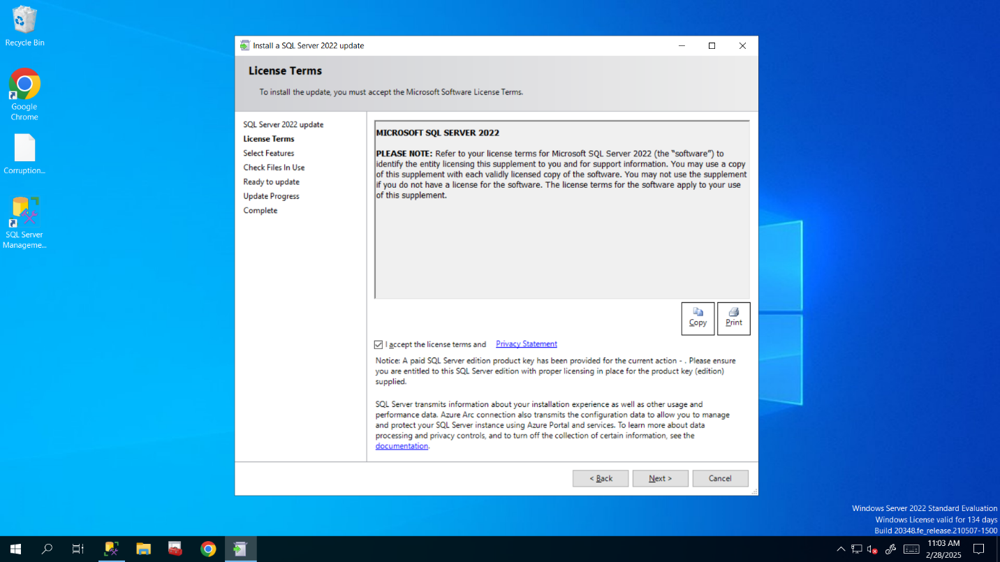 Recycle Bin
Google
Chrome
Corruption...
SQL Server
Manageme...
Install a SQL Server 2022 update
License Terms
To install the update, you must accept the Microsoft Software License Terms.
SQL Server 2022 update
License Terms
Select Features
Check Files In Use
Ready to update
Update Progress
Complete
MICROSOFT SQL SERVER 2022
PLEASE NOTE: Refer to your license terms for Microsoft SQL Server 2022 (the “software”) to
identify the entity licensing this supplement to you and for support information. You may use a copy
of this supplement with each validly licensed copy of the software. You may not use the supplement
if you do not have a license for the software. The license terms for the software apply to your use
of this supplement.
Copy
Print
I accept the license terms and Privacy Statement
Notice: A paid SQL Server edition product key has been provided for the current action - . Please ensure
you are entitled to this SQL Server edition with proper licensing in place for the product key (edition)
supplied.
SQL Server transmits information about your installation experience as well as other usage and
performance data. Azure Arc connection also transmits the configuration data to allow you to manage
and protect your SQL Server instance using Azure Portal and services. To learn more about data
processing and privacy controls, and to turn off the collection of certain information, see the
documentation.
< Back
Next >
Cancel
Windows Server 2022 Standard Evaluation
Windows License valid for 134 days
Build 20348.fe_release.210507-1500
11:03 AM
2/28/2025